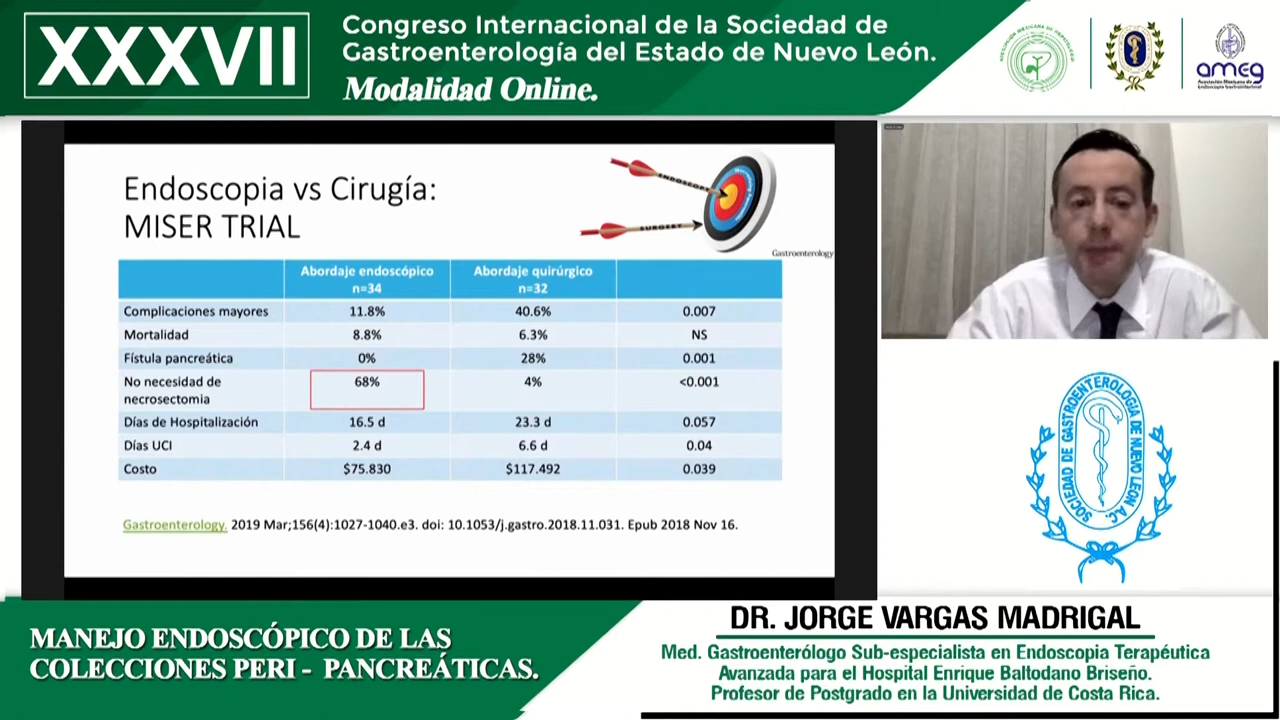 XXXVII
Congreso Internacional de la Sociedad de
Gastroenterología del Estado de Nuevo León.
Modalidad Online.
ameg
Asociación Mexicana de
Endoscopia Gastrointestinal
Endoscopia vs Cirugía:
MISER TRIAL
ENDOSCOPY
SURGERY
Gastroenterology
Abordaje endoscópico n=34
Abordaje quirúrgico n=32
Complicaciones mayores 11.8% 40.6% 0.007
Mortalidad 8.8% 6.3% NS
Fístula pancreática 0% 28% 0.001
No necesidad de necrosectomia 68% 4% <0.001
Días de Hospitalización 16.5 d 23.3 d 0.057
Días UCI 2.4 d 6.6 d 0.04
Costo $75.830 $117.492 0.039
Gastroenterology. 2019 Mar;156(4):1027-1040.e3. doi: 10.1053/j.gastro.2018.11.031. Epub 2018 Nov 16.
SOCIEDAD DE GASTROENTEROLOGIA DE NUEVO LEON A.C.
MANEJO ENDOSCÓPICO DE LAS
COLECCIONES PERI - PANCREÁTICAS.
DR. JORGE VARGAS MADRIGAL
Med. Gastroenterólogo Sub-especialista en Endoscopia Terapéutica
Avanzada para el Hospital Enrique Baltodano Briseño.
Profesor de Postgrado en la Universidad de Costa Rica.